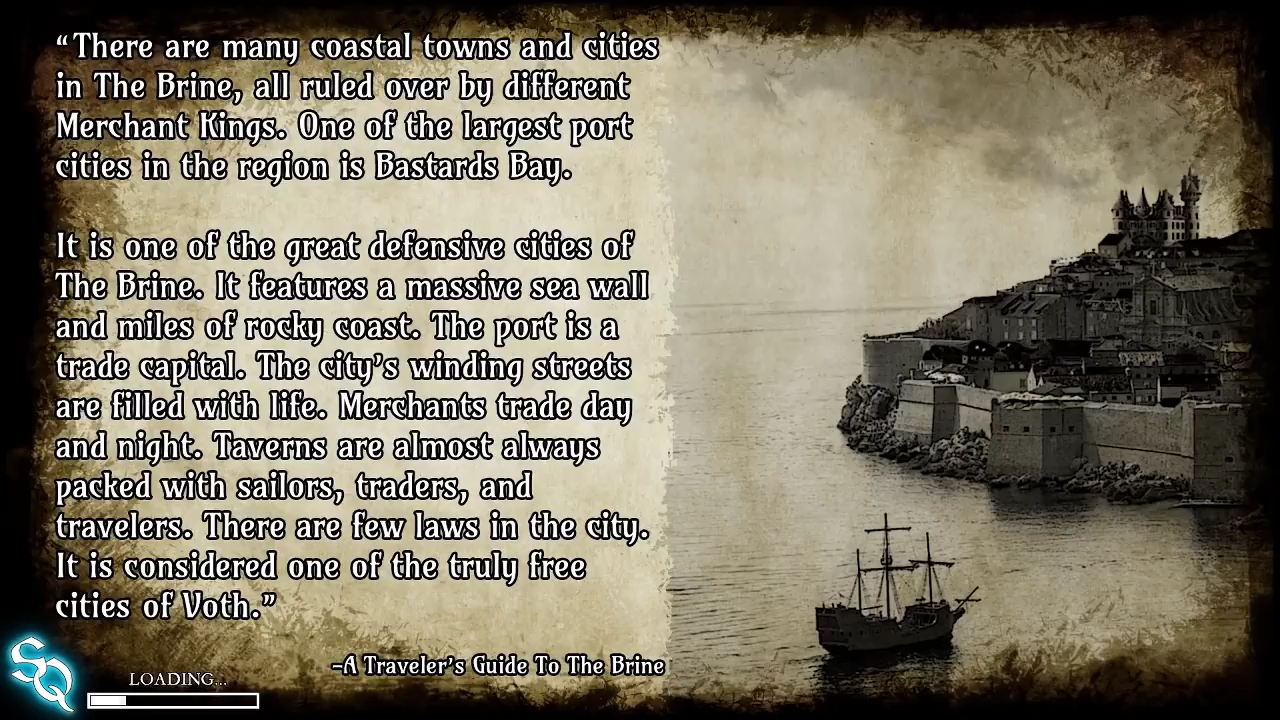 “There are many coastal towns and cities
in The Brine, all ruled over by different
Merchant Kings. One of the largest port
cities in the region is Bastards Bay.
It is one of the great defensive cities of
The Brine. It features a massive sea wall
and miles of rocky coast. The port is a
trade capital. The city’s winding streets
are filled with life. Merchants trade day
and night. Taverns are almost always
packed with sailors, traders, and
travelers. There are few laws in the city.
It is considered one of the truly free
cities of Voth.”
-A Traveler’s Guide To The Brine
SQ
LOADING...